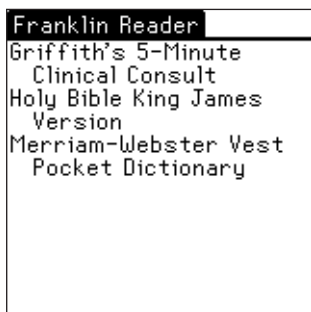 Franklin Reader
Griffith's 5-Minute
Clinical Consult
Holy Bible King James
Version
Merriam-Webster Vest
Pocket Dictionary